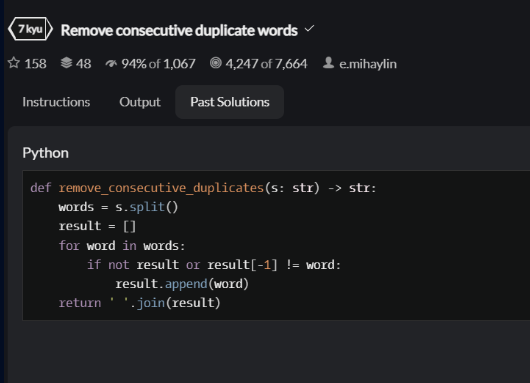 7 kyu Remove consecutive duplicate words
158 48 94% of 1,067 4,247 of 7,664 e.mihaylin
Instructions Output Past Solutions
Python
def remove_consecutive_duplicates(s: str) -> str:
    words = s.split()
    result = []
    for word in words:
        if not result or result[-1] != word:
            result.append(word)
    return ' '.join(result)